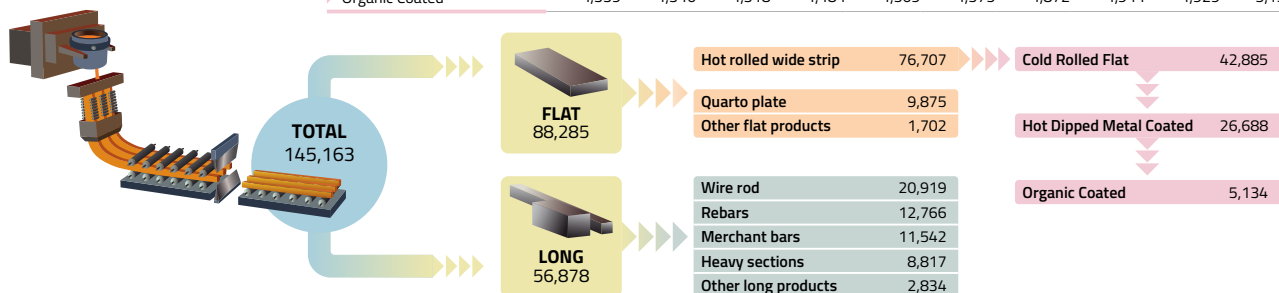 Organic Coated
TOTAL
145,163
FLAT
88,285
Hot rolled wide strip 76,707
Quarto plate 9,875
Other flat products 1,702
Cold Rolled Flat 42,885
Hot Dipped Metal Coated 26,688
Organic Coated 5,134
LONG
56,878
Wire rod 20,919
Rebars 12,766
Merchant bars 11,542
Heavy sections 8,817
Other long products 2,834